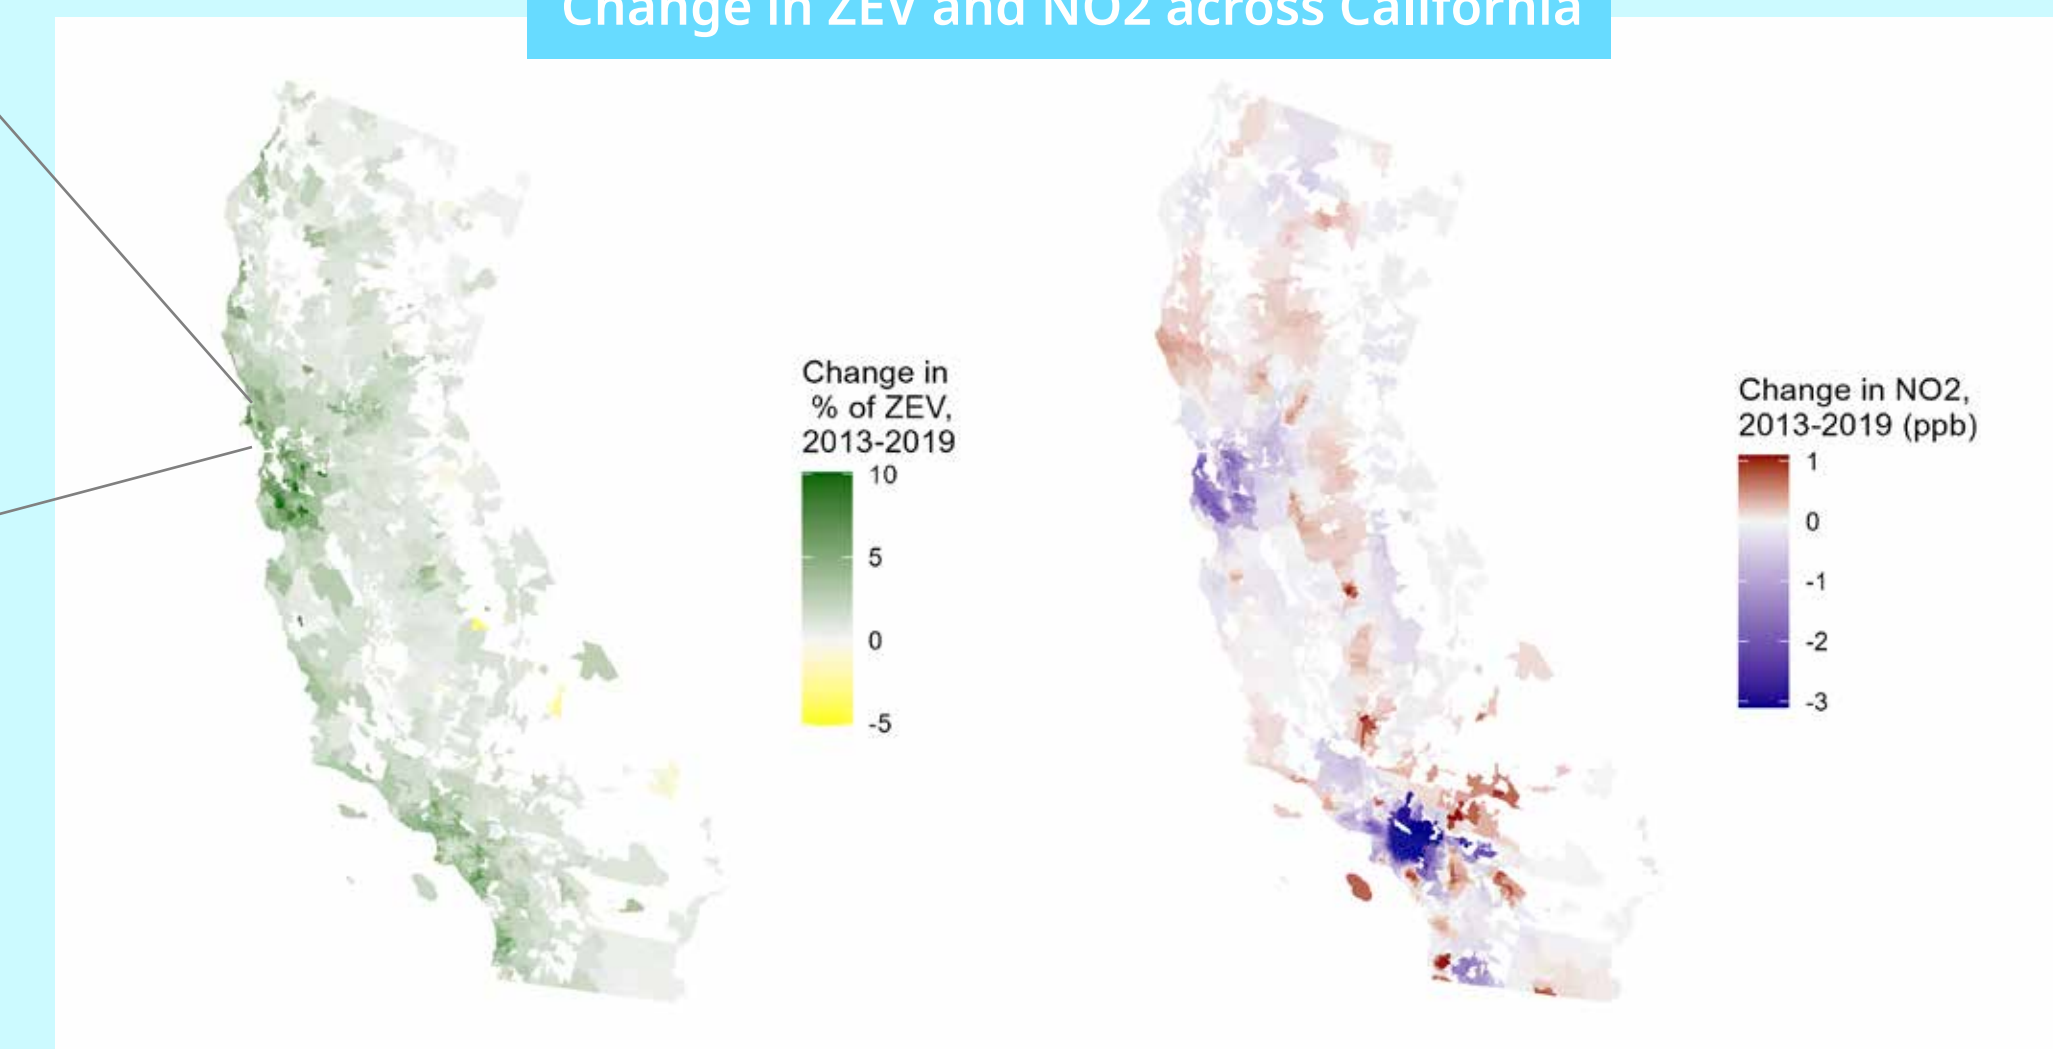 Change in ZEV and NO2 across California
Change in
% of ZEV,
2013-2019
10
5
0
-5
Change in NO2,
2013-2019 (ppb)
1
0
-1
-2
-3